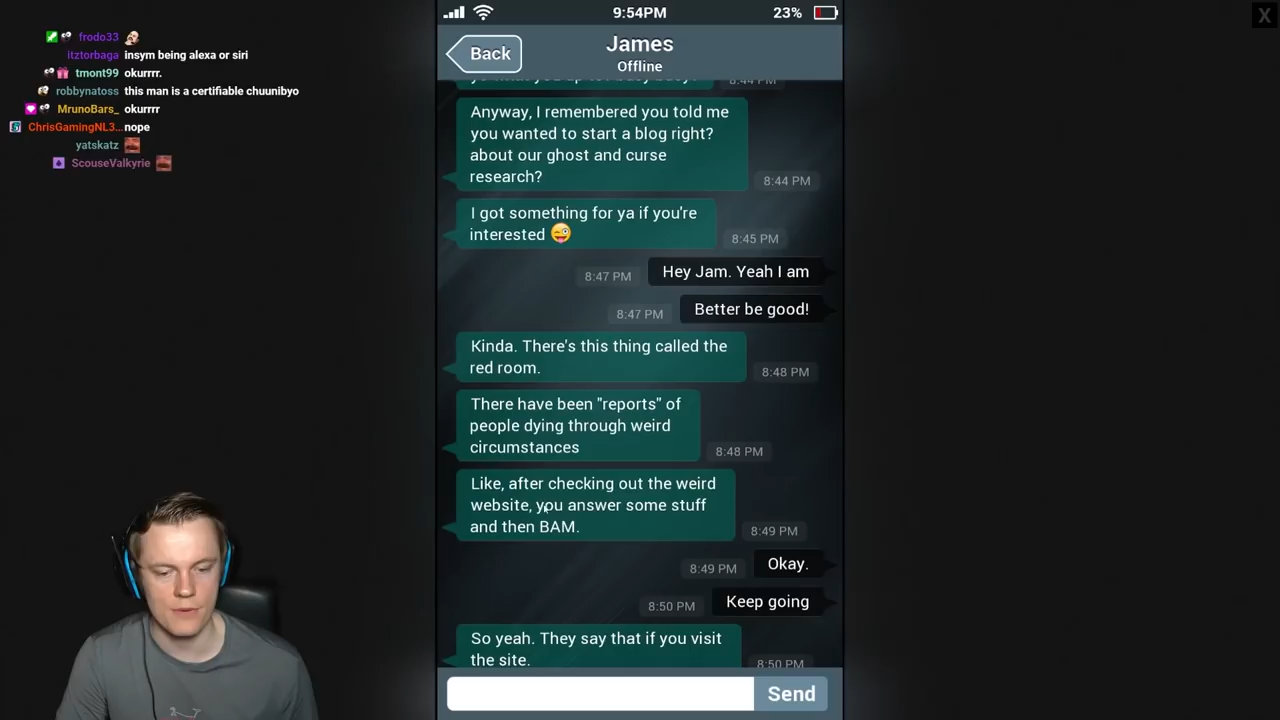 9:54PM
23%
X
Back
James
Offline
frodo33
itztorbaga insym being alexa or siri
tmont99 okurrrr.
robbynatoss this man is a certifiable chuunibyo
MrunoBars_ okurrrr
ChrisGamingNL3... nope
yatskatz
ScouseValkyrie
8:44 PM
Anyway, I remembered you told me
you wanted to start a blog right?
about our ghost and curse
research?
8:44 PM
I got something for ya if you're
interested 😜
8:45 PM
Hey Jam. Yeah I am
8:47 PM
Better be good!
8:47 PM
Kinda. There's this thing called the
red room.
8:48 PM
There have been "reports" of
people dying through weird
circumstances
8:48 PM
Like, after checking out the weird
website, you answer some stuff
and then BAM.
8:49 PM
Okay.
8:49 PM
Keep going
8:50 PM
So yeah. They say that if you visit
the site.
8:50 PM
Send